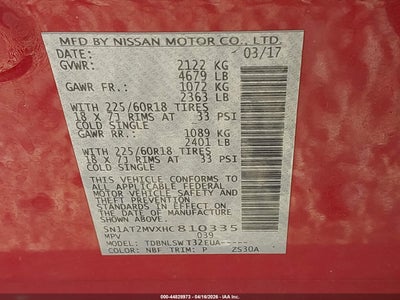 MFD BY NISSAN MOTOR CO., LTD.
DATE: 03/17
GVWR: 2122 KG
4679 LB
GAWR FR.: 1072 KG
2363 LB
WITH 225/60R18 TIRES
18 X 7J RIMS AT 33 PSI
COLD SINGLE
GAWR RR.: 1089 KG
2401 LB
WITH 225/60R18 TIRES
18 X 7J RIMS AT 33 PSI
COLD SINGLE
THIS VEHICLE CONFORMS TO ALL
APPLICABLE FEDERAL MOTOR
VEHICLE SAFETY AND THEFT
PREVENTION STANDARDS IN EFFECT
ON THE DATE OF MANUFACTURE
SHOWN ABOVE.
5N1AT2MVXHC810335
MPV 039
MODEL: TDBNLSWT32EUA-----
COLOR: NBF TRIM: P ZS30A
000-44828973 - 04/16/2026 - IAAI